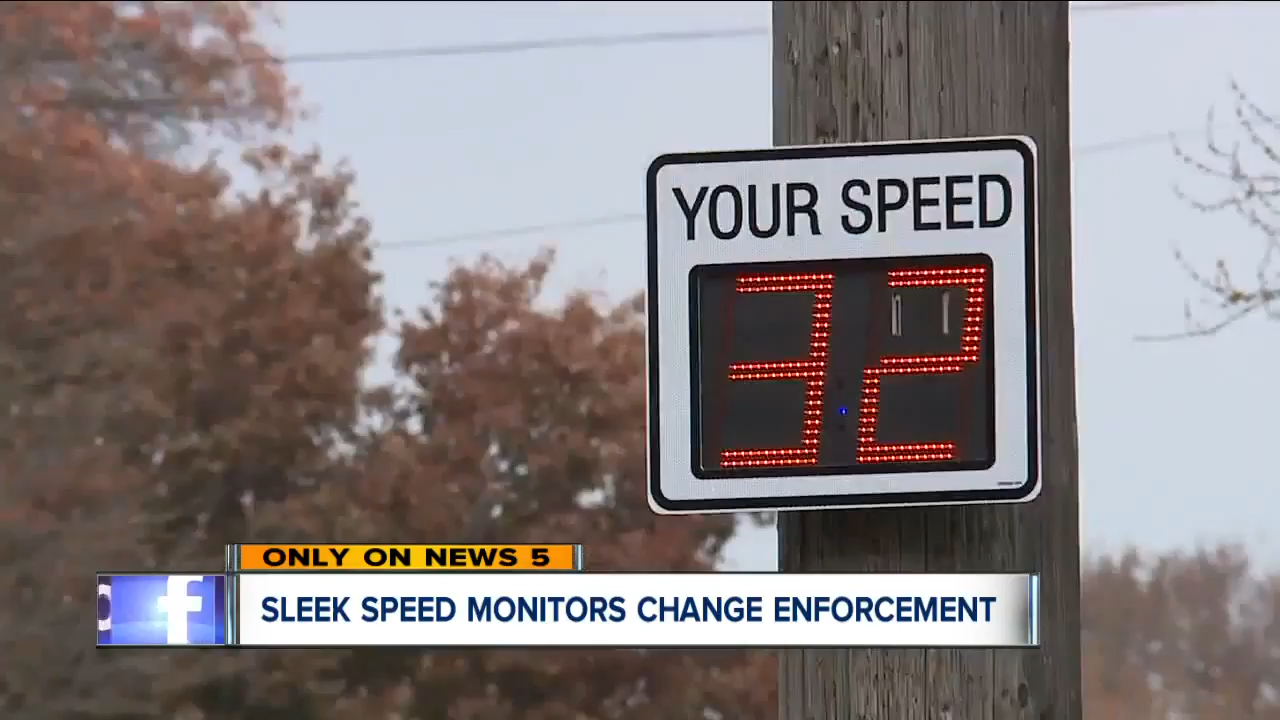 YOUR SPEED
32
ONLY ON NEWS 5
f
SLEEK SPEED MONITORS CHANGE ENFORCEMENT